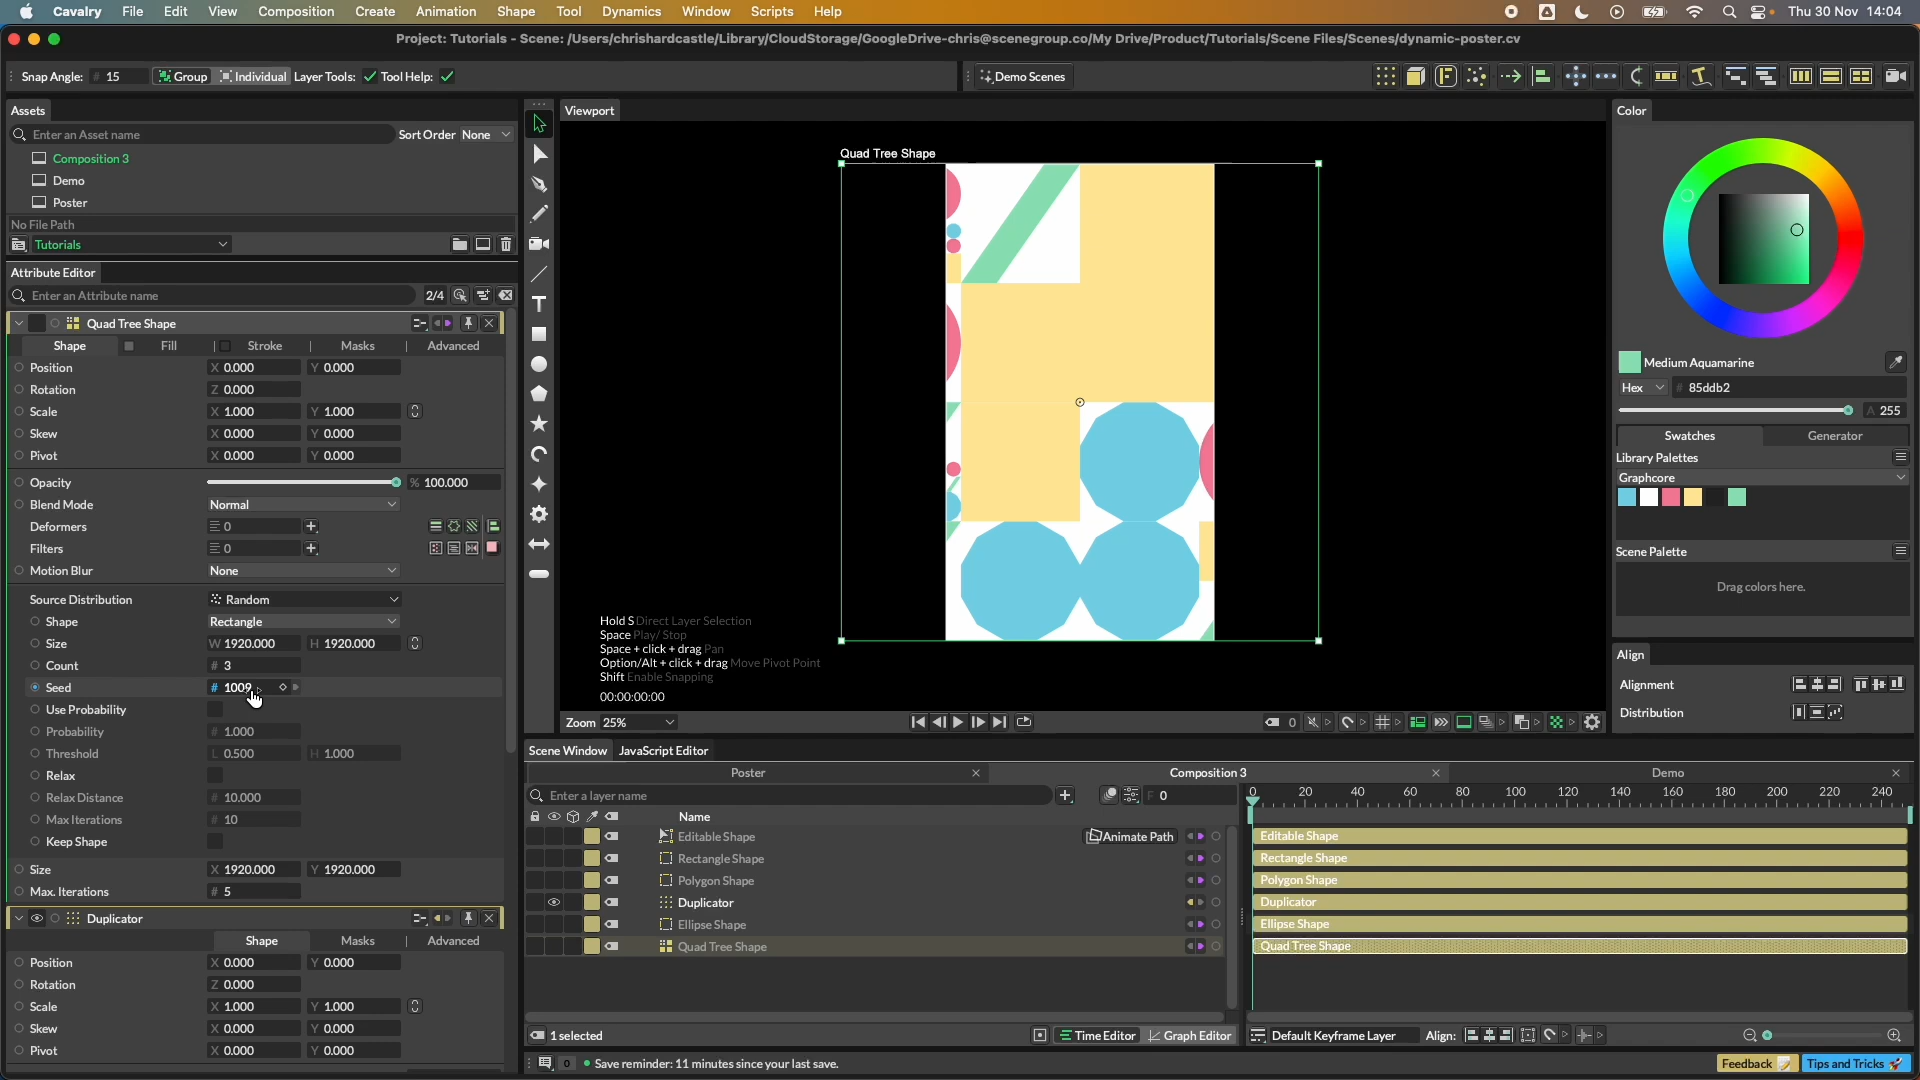 Cavalry File Edit View Composition Create Animation Shape Tool Dynamics Window Scripts Help Thu 30 Nov 14:04
Project: Tutorials - Scene: /Users/chrishardcastle/Library/CloudStorage/GoogleDrive-chris@scenegroup.co/My Drive/Product/Tutorials/Scene Files/Scenes/dynamic-poster.cv
Snap Angle: # 15 Group Individual Layer Tools: Tool Help: Demo Scenes
Assets
Enter an Asset name Sort Order None
Composition 3
Demo
Poster
No File Path
Tutorials
Attribute Editor
Enter an Attribute name 2/4
Quad Tree Shape
Shape Fill Stroke Masks Advanced
Position X 0.000 Y 0.000
Rotation Z 0.000
Scale X 1.000 Y 1.000
Skew X 0.000 Y 0.000
Pivot X 0.000 Y 0.000
Opacity % 100.000
Blend Mode Normal
Deformers 0
Filters 0
Motion Blur None
Source Distribution Random
Shape Rectangle
Size W 1920.000 H 1920.000
Count # 3
Seed # 1009
Use Probability
Probability # 1.000
Threshold L 0.500 H 1.000
Relax
Relax Distance # 10.000
Max Iterations # 10
Keep Shape
Size X 1920.000 Y 1920.000
Max. Iterations # 5
Duplicator
Shape Masks Advanced
Position X 0.000 Y 0.000
Rotation Z 0.000
Scale X 1.000 Y 1.000
Skew X 0.000 Y 0.000
Pivot X 0.000 Y 0.000
Viewport
Quad Tree Shape
Hold S Direct Layer Selection
Space Play/ Stop
Space + click + drag Pan
Option/Alt + click + drag Move Pivot Point
Shift Enable Snapping
00:00:00:00
Zoom 25% 0
Scene Window JavaScript Editor
Poster Composition 3 Demo
Enter a layer name F 0 0 20 40 60 80 100 120 140 160 180 200 220 240
Name
Editable Shape Animate Path Editable Shape
Rectangle Shape Rectangle Shape
Polygon Shape Polygon Shape
Duplicator Duplicator
Ellipse Shape Ellipse Shape
Quad Tree Shape Quad Tree Shape
1 selected Time Editor Graph Editor Default Keyframe Layer Align:
0 Save reminder: 11 minutes since your last save. Feedback Tips and Tricks
Color
Medium Aquamarine
Hex # 85ddb2
A 255
Swatches Generator
Library Palettes
Graphcore
Scene Palette
Drag colors here.
Align
Alignment
Distribution